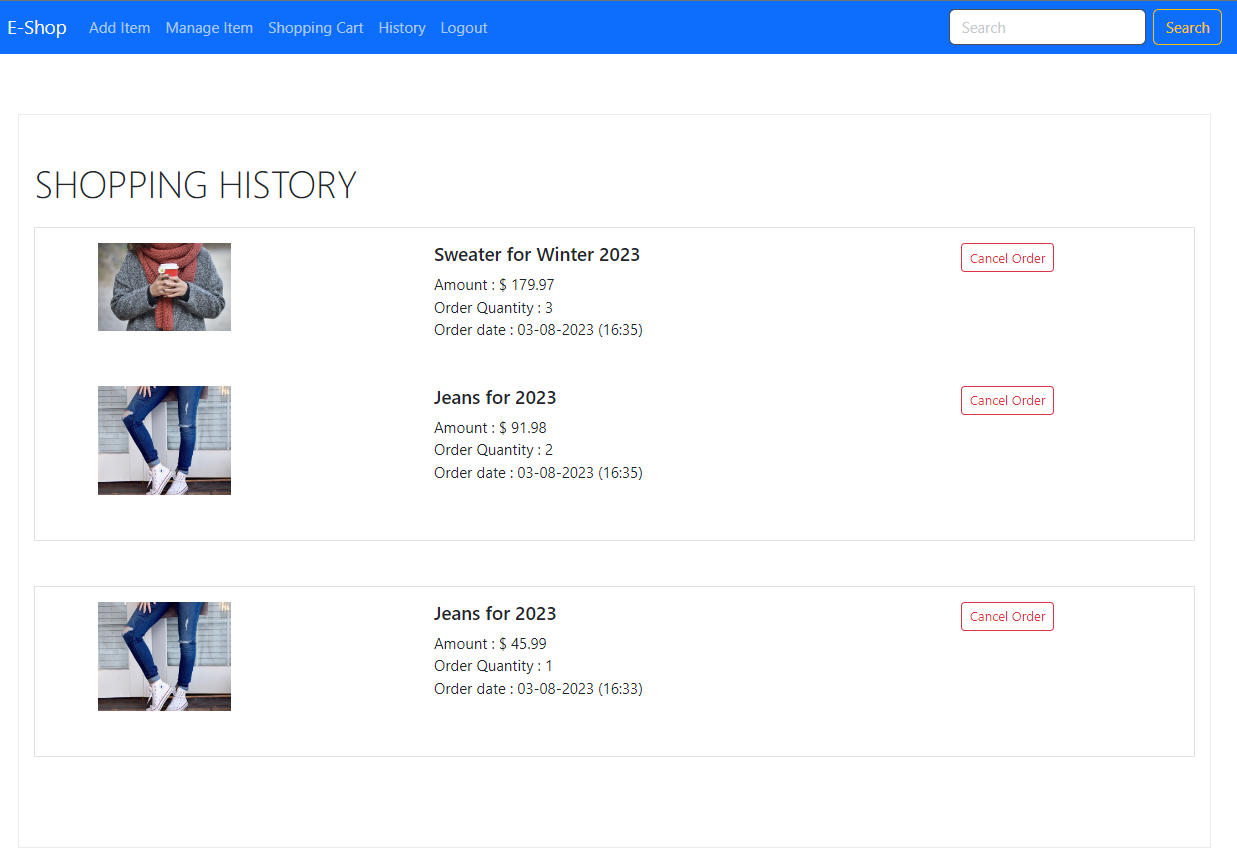 E-Shop Add Item Manage Item Shopping Cart History Logout Search Search
SHOPPING HISTORY
Sweater for Winter 2023 Cancel Order
Amount : $ 179.97
Order Quantity : 3
Order date : 03-08-2023 (16:35)
Jeans for 2023 Cancel Order
Amount : $ 91.98
Order Quantity : 2
Order date : 03-08-2023 (16:35)
Jeans for 2023 Cancel Order
Amount : $ 45.99
Order Quantity : 1
Order date : 03-08-2023 (16:33)